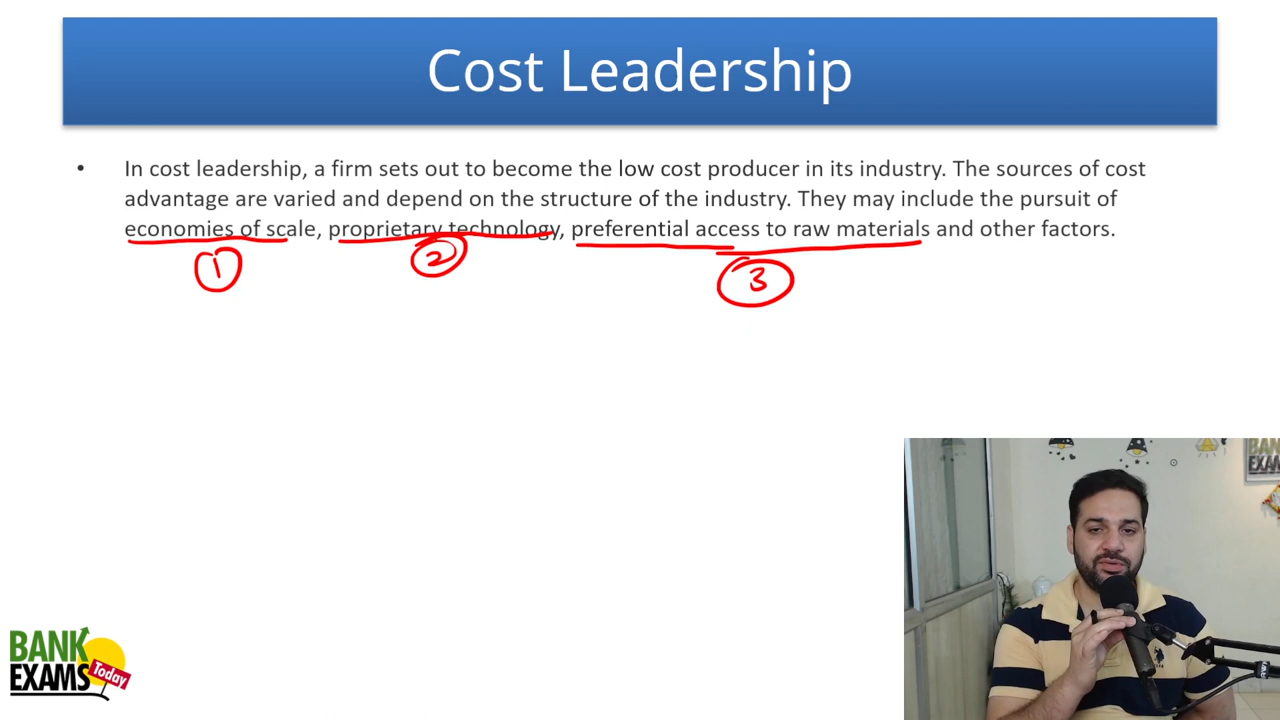 Cost Leadership
• In cost leadership, a firm sets out to become the low cost producer in its industry. The sources of cost
advantage are varied and depend on the structure of the industry. They may include the pursuit of
economies of scale, proprietary technology, preferential access to raw materials and other factors.
1 2 3
BANK
EXAMS
BANK
EXAMS Today